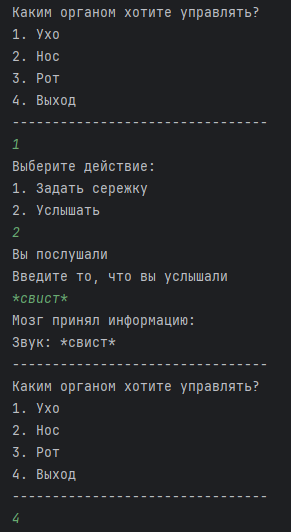 Каким органом хотите управлять?
1. Ухо
2. Нос
3. Рот
4. Выход
--------------------------------
1
Выберите действие:
1. Задать сережку
2. Услышать
2
Вы послушали
Введите то, что вы услышали
*свист*
Мозг принял информацию:
Звук: *свист*
--------------------------------
Каким органом хотите управлять?
1. Ухо
2. Нос
3. Рот
4. Выход
--------------------------------
4